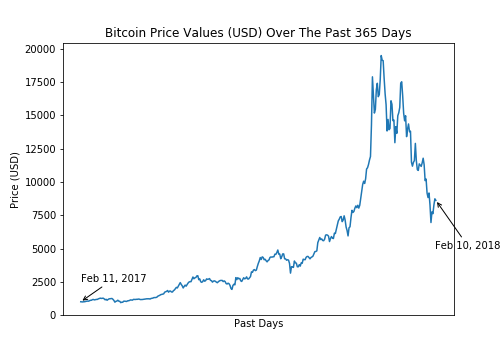 Bitcoin Price Values (USD) Over The Past 365 Days
20000
17500
15000
12500
10000
7500
5000
2500
0
Price (USD)
Feb 11, 2017
Feb 10, 2018
Past Days